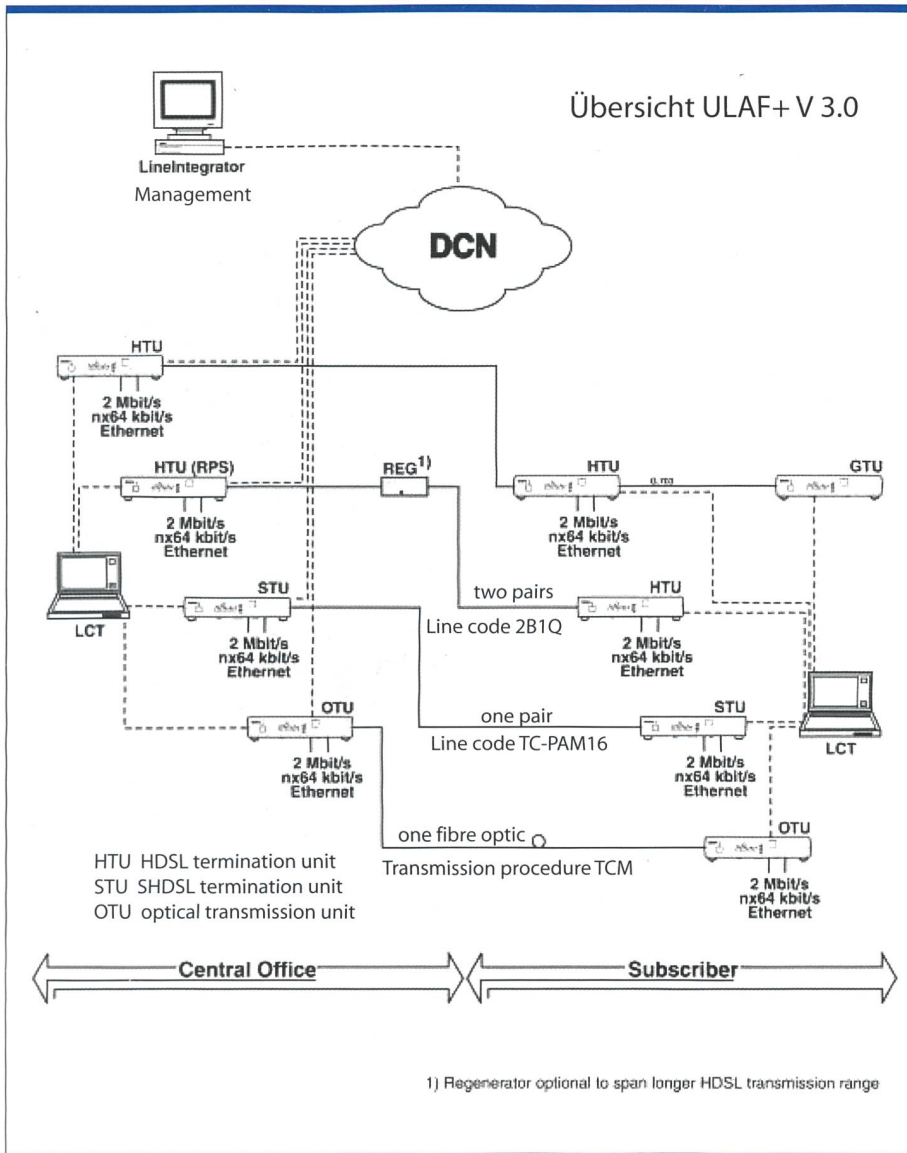 Übersicht ULAF+ V 3.0
LineIntegrator
Management
DCN
HTU
2 Mbit/s
nx64 kbit/s
Ethernet
HTU (RPS)
2 Mbit/s
nx64 kbit/s
Ethernet
REG1)
HTU
2 Mbit/s
nx64 kbit/s
Ethernet
GTU
LCT
STU
2 Mbit/s
nx64 kbit/s
Ethernet
two pairs
Line code 2B1Q
HTU
2 Mbit/s
nx64 kbit/s
Ethernet
OTU
2 Mbit/s
nx64 kbit/s
Ethernet
one pair
Line code TC-PAM16
STU
2 Mbit/s
nx64 kbit/s
Ethernet
LCT
one fibre optic
Transmission procedure TCM
OTU
2 Mbit/s
nx64 kbit/s
Ethernet
HTU HDSL termination unit
STU SHDSL termination unit
OTU optical transmission unit
Central Office
Subscriber
1) Regenerator optional to span longer HDSL transmission range